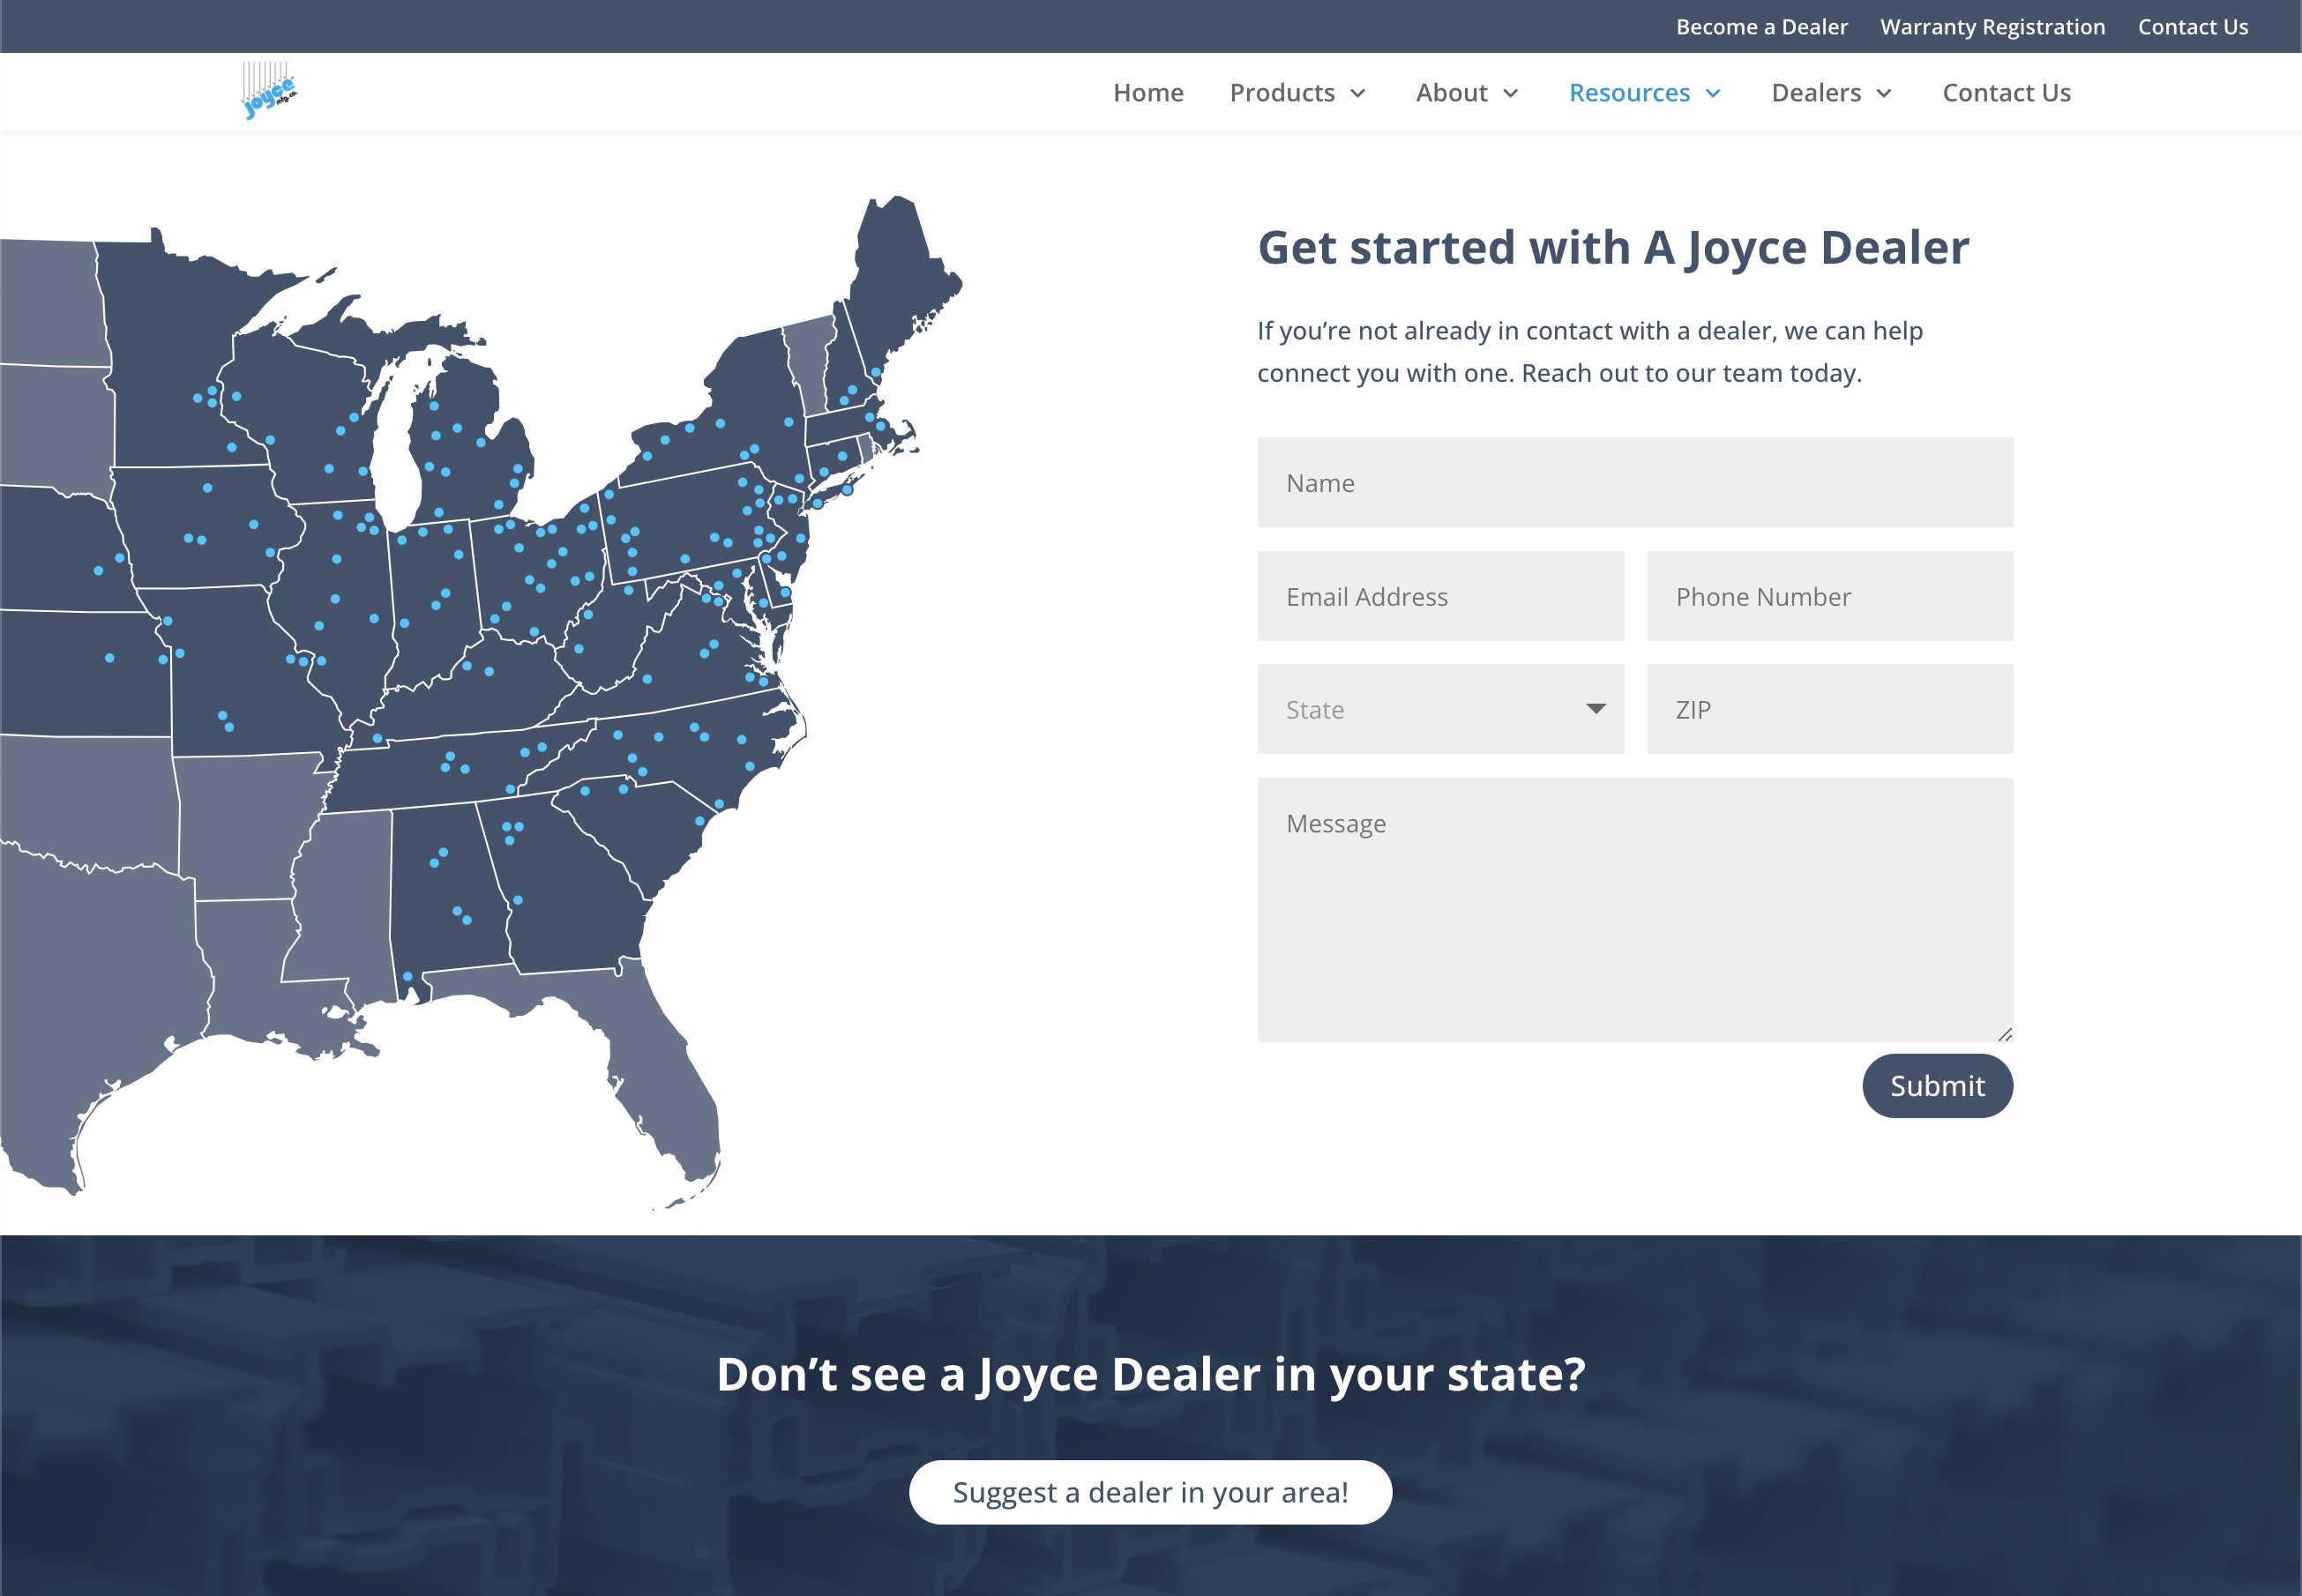 Become a Dealer Warranty Registration Contact Us
Joyce mfg. co.
Home Products About Resources Dealers Contact Us
Get started with A Joyce Dealer
If you’re not already in contact with a dealer, we can help
connect you with one. Reach out to our team today.
Name
Email Address Phone Number
State ZIP
Message
Submit
Don’t see a Joyce Dealer in your state?
Suggest a dealer in your area!